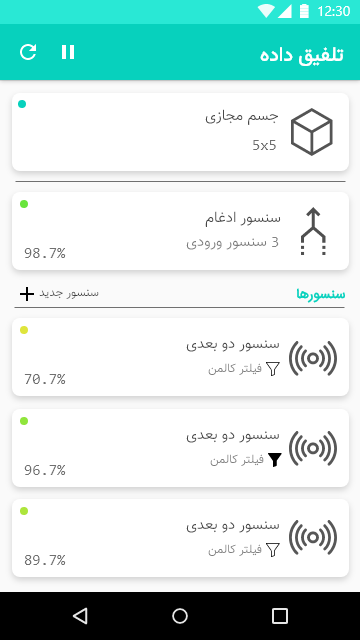 12:30
تلفیق داده
جسم مجازی
5x5
سنسور ادغام
3 سنسور ورودی
98.7%
سنسورها
سنسور جدید
سنسور دو بعدی
فیلتر کالمن
70.7%
سنسور دو بعدی
فیلتر کالمن
96.7%
سنسور دو بعدی
فیلتر کالمن
89.7%